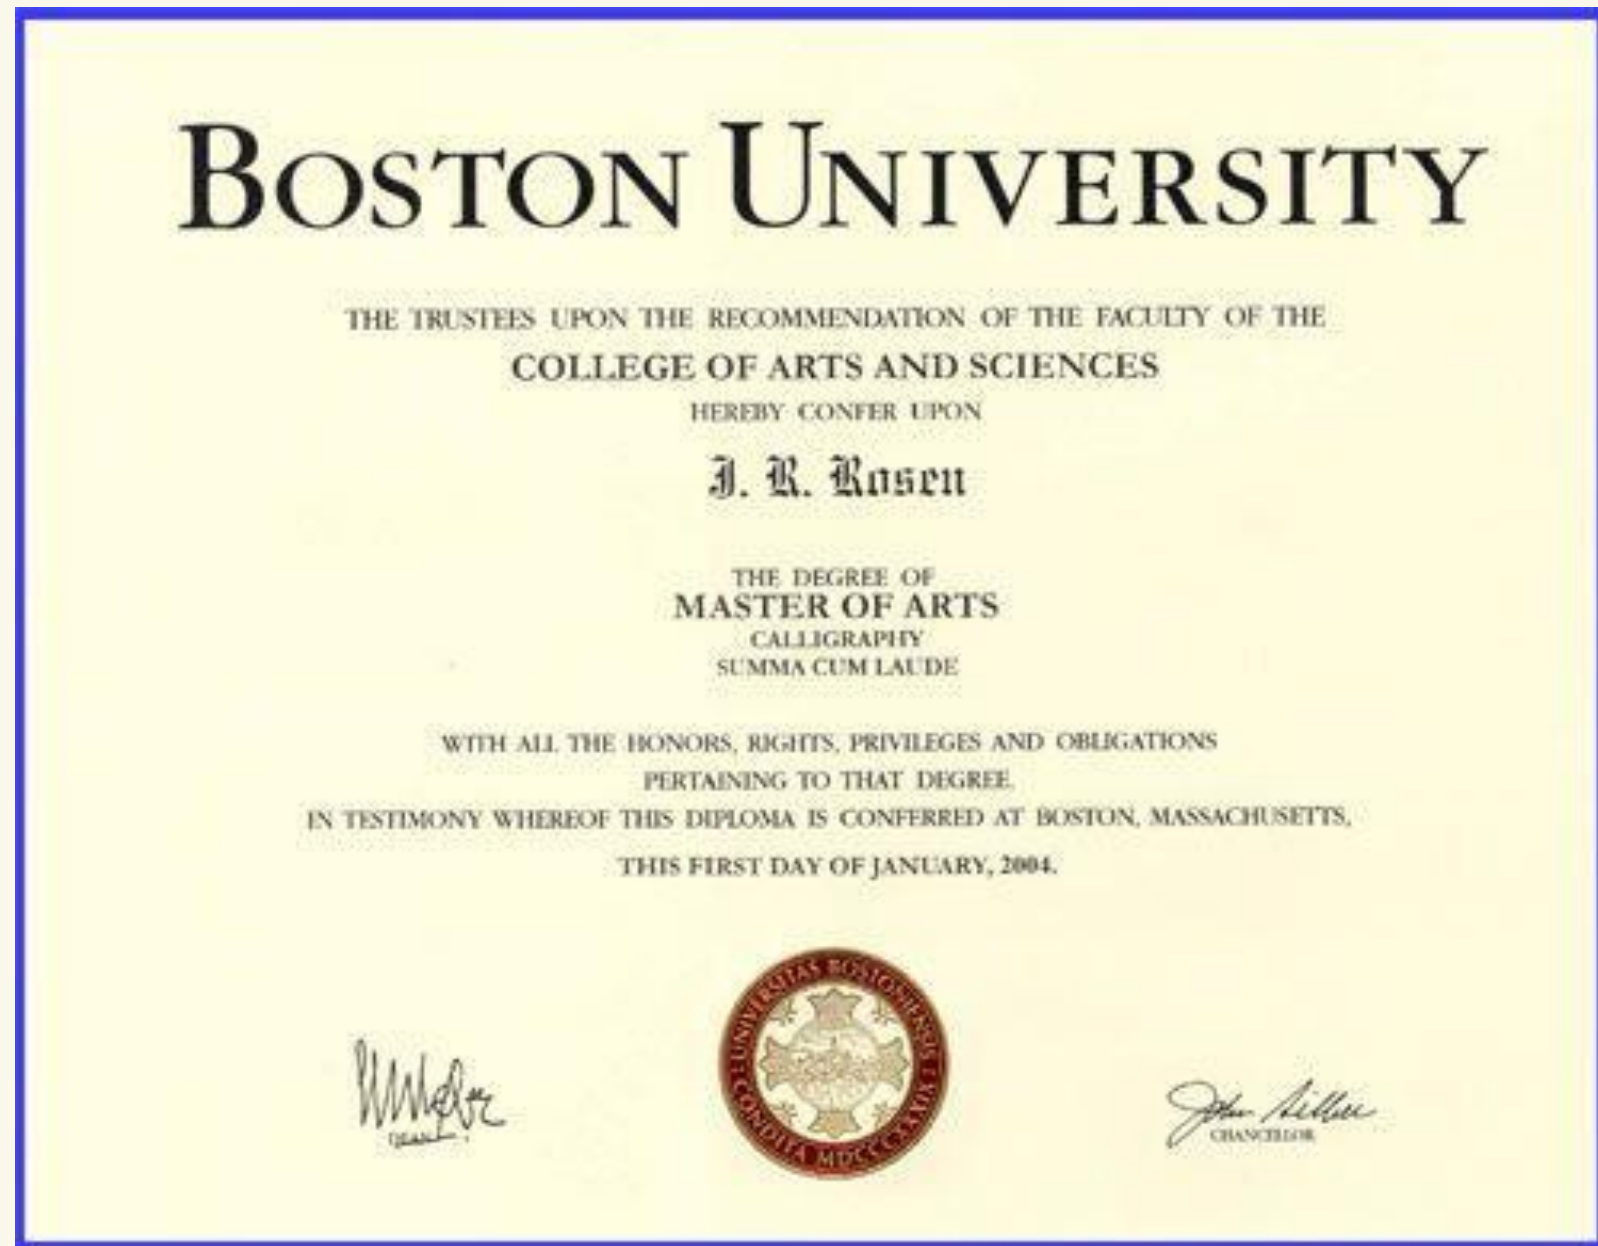 BOSTON UNIVERSITY
THE TRUSTEES UPON THE RECOMMENDATION OF THE FACULTY OF THE
COLLEGE OF ARTS AND SCIENCES
HEREBY CONFER UPON
J. R. Rosen
THE DEGREE OF
MASTER OF ARTS
CALLIGRAPHY
SUMMA CUM LAUDE
WITH ALL THE HONORS, RIGHTS, PRIVILEGES AND OBLIGATIONS
PERTAINING TO THAT DEGREE.
IN TESTIMONY WHEREOF THIS DIPLOMA IS CONFERRED AT BOSTON, MASSACHUSETTS,
THIS FIRST DAY OF JANUARY, 2004.
UNIVERSITAS BOSTONIENSIS
CONDITA MDCCCXXXIX
DEAN
John
CHANCELLOR